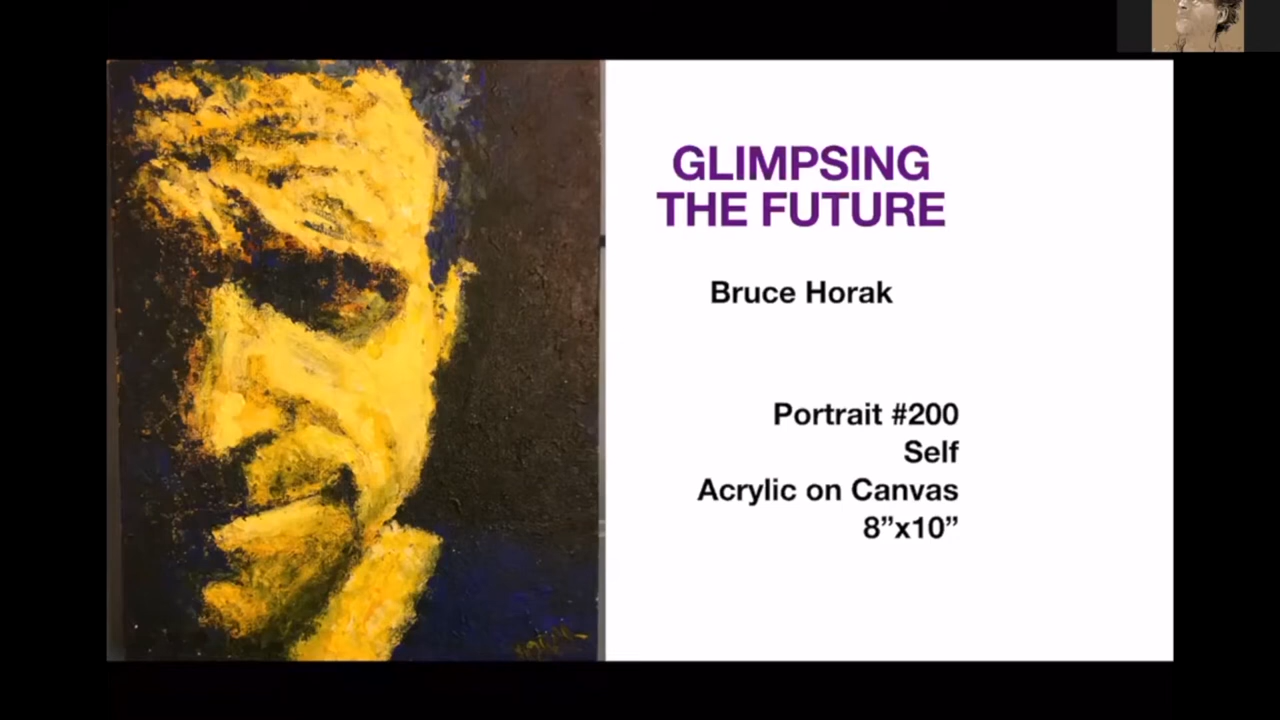 GLIMPSING
THE FUTURE
Bruce Horak
Portrait #200
Self
Acrylic on Canvas
8”x10”